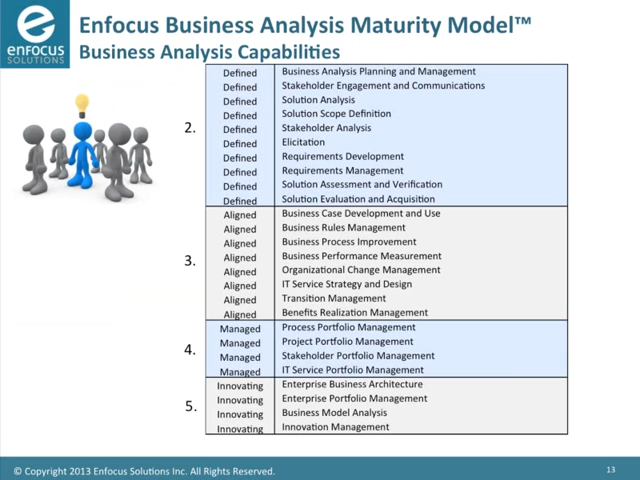 Enfocus Business Analysis Maturity Model™
Business Analysis Capabilities
enfocus
SOLUTIONS
2.
Defined Business Analysis Planning and Management
Defined Stakeholder Engagement and Communications
Defined Solution Analysis
Defined Solution Scope Definition
Defined Stakeholder Analysis
Defined Elicitation
Defined Requirements Development
Defined Requirements Management
Defined Solution Assessment and Verification
Defined Solution Evaluation and Acquisition
3.
Aligned Business Case Development and Use
Aligned Business Rules Management
Aligned Business Process Improvement
Aligned Business Performance Measurement
Aligned Organizational Change Management
Aligned IT Service Strategy and Design
Aligned Transition Management
Aligned Benefits Realization Management
4.
Managed Process Portfolio Management
Managed Project Portfolio Management
Managed Stakeholder Portfolio Management
Managed IT Service Portfolio Management
5.
Innovating Enterprise Business Architecture
Innovating Enterprise Portfolio Management
Innovating Business Model Analysis
Innovating Innovation Management
© Copyright 2013 Enfocus Solutions Inc. All Rights Reserved.
13